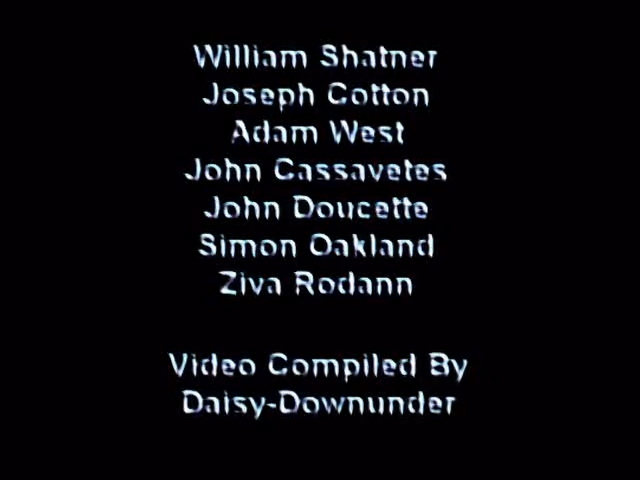 William Shatner
Joseph Cotton
Adam West
John Cassavetes
John Doucette
Simon Oakland
Ziva Rodann
Video Compiled By
Daisy-Downunder